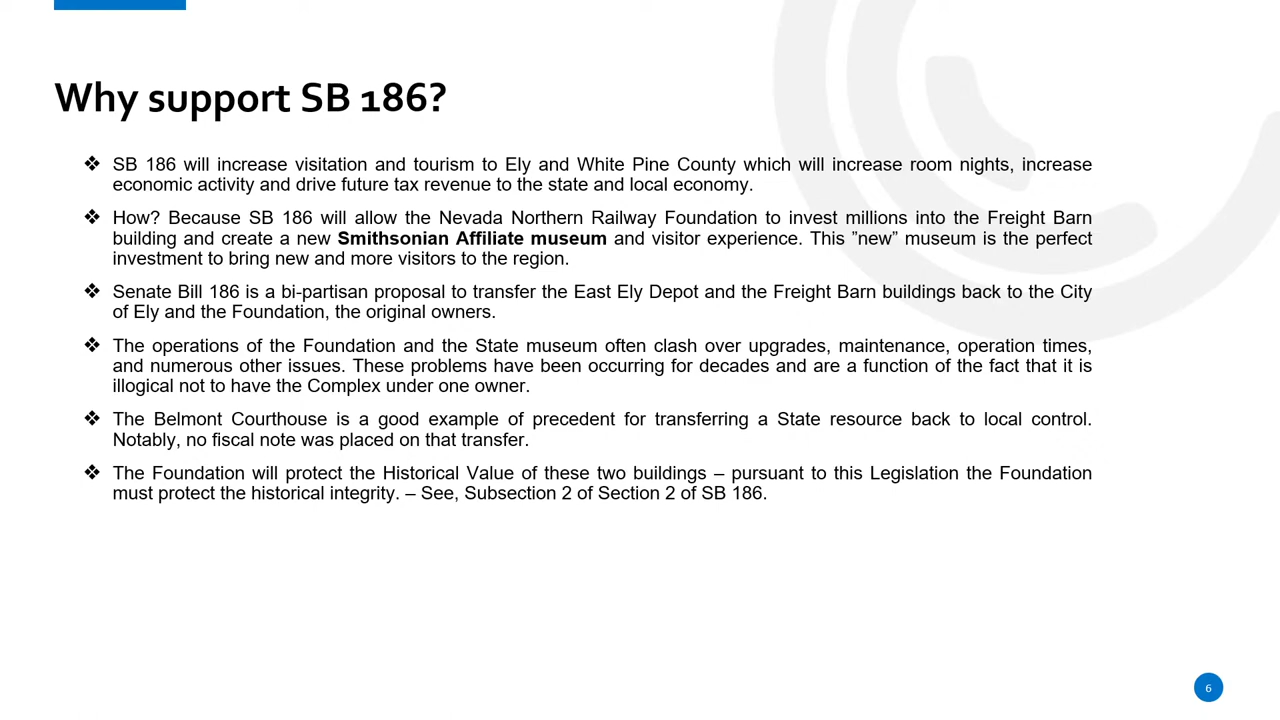 Why support SB 186?
❖ SB 186 will increase visitation and tourism to Ely and White Pine County which will increase room nights, increase
economic activity and drive future tax revenue to the state and local economy.
❖ How? Because SB 186 will allow the Nevada Northern Railway Foundation to invest millions into the Freight Barn
building and create a new Smithsonian Affiliate museum and visitor experience. This ”new” museum is the perfect
investment to bring new and more visitors to the region.
❖ Senate Bill 186 is a bi-partisan proposal to transfer the East Ely Depot and the Freight Barn buildings back to the City
of Ely and the Foundation, the original owners.
❖ The operations of the Foundation and the State museum often clash over upgrades, maintenance, operation times,
and numerous other issues. These problems have been occurring for decades and are a function of the fact that it is
illogical not to have the Complex under one owner.
❖ The Belmont Courthouse is a good example of precedent for transferring a State resource back to local control.
Notably, no fiscal note was placed on that transfer.
❖ The Foundation will protect the Historical Value of these two buildings – pursuant to this Legislation the Foundation
must protect the historical integrity. – See, Subsection 2 of Section 2 of SB 186.
6